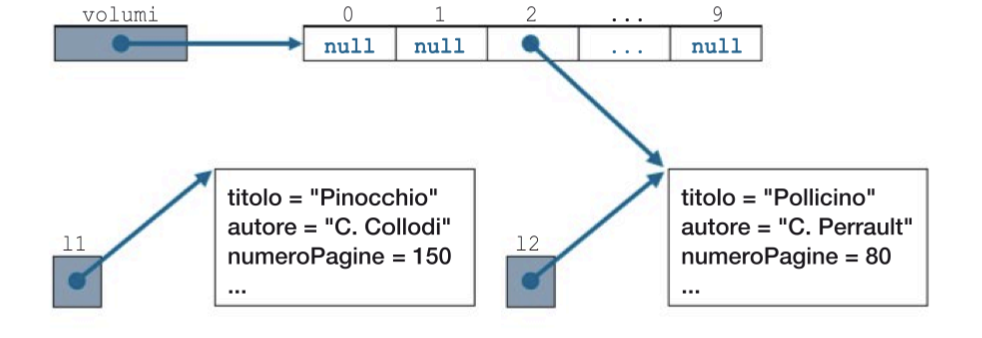 volumi 0 1 2 ... 9
null null ... null
titolo = "Pinocchio"
autore = "C. Collodi"
numeroPagine = 150
...
l1
titolo = "Pollicino"
autore = "C. Perrault"
numeroPagine = 80
...
l2